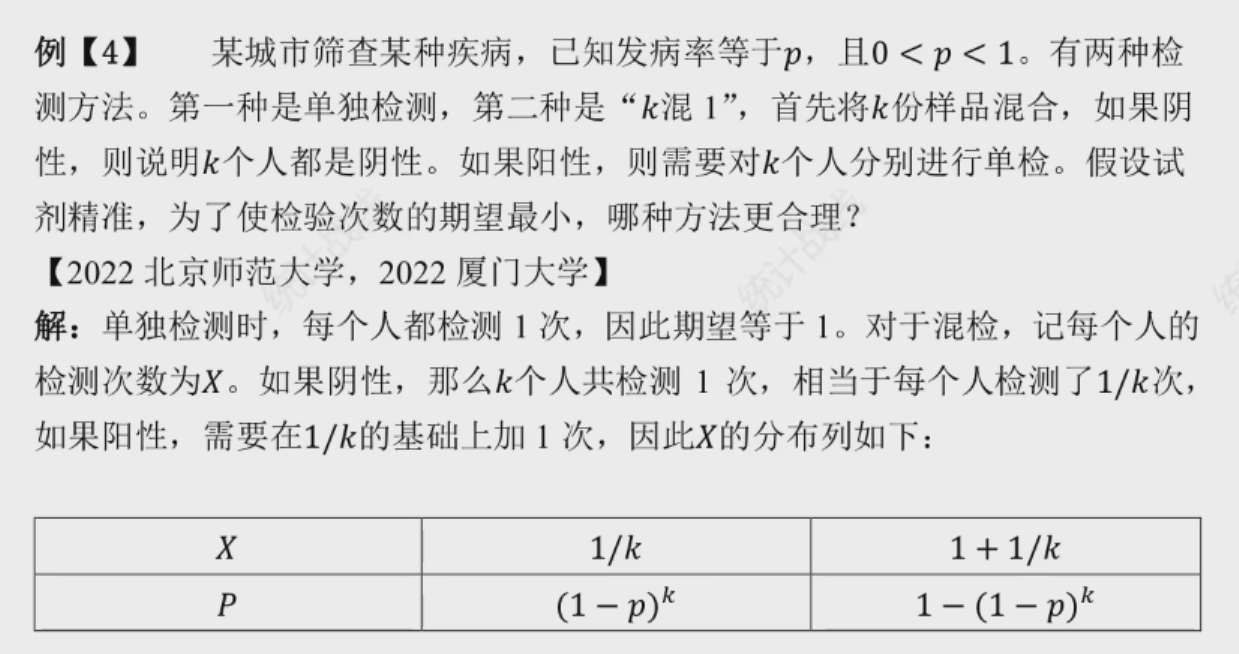 例【4】 某城市筛查某种疾病，已知发病率等于p，且0 < p < 1。有两种检
测方法。第一种是单独检测，第二种是“k混 1”，首先将k份样品混合，如果阴
性，则说明k个人都是阴性。如果阳性，则需要对k个人分别进行单检。假设试
剂精准，为了使检验次数的期望最小，哪种方法更合理？
【2022 北京师范大学，2022 厦门大学】
解：单独检测时，每个人都检测 1 次，因此期望等于 1。对于混检，记每个人的
检测次数为X。如果阴性，那么k个人共检测 1 次，相当于每个人检测了1/k次，
如果阳性，需要在1/k的基础上加 1 次，因此X的分布列如下：
X 1/k 1 + 1/k
P (1 − p)^k 1 − (1 − p)^k
统计战线
统计战线